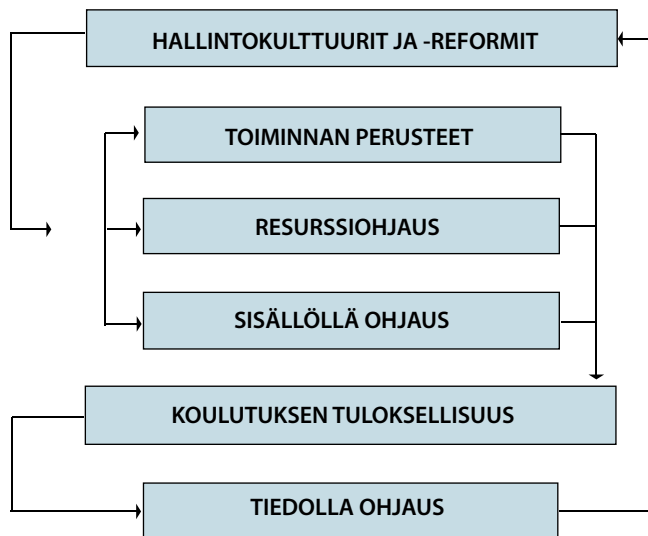 HALLINTOKULTTUURIT JA -REFORMIT
TOIMINNAN PERUSTEET
RESURSSIOHJAUS
SISÄLLÖLLÄ OHJAUS
KOULUTUKSEN TULOKSELLISUUS
TIEDOLLA OHJAUS